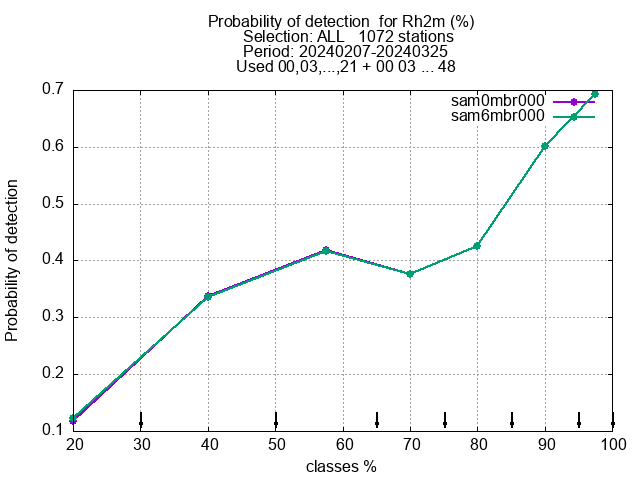 Probability of detection  for Rh2m (%)
Selection: ALL   1072 stations
Period: 20240207-20240325
Used 00,03,...,21 + 00 03 ... 48
sam0mbr000
sam6mbr000
0.7
0.6
0.5
0.4
0.3
0.2
0.1
Probability of detection
20 30 40 50 60 70 80 90 100
classes %